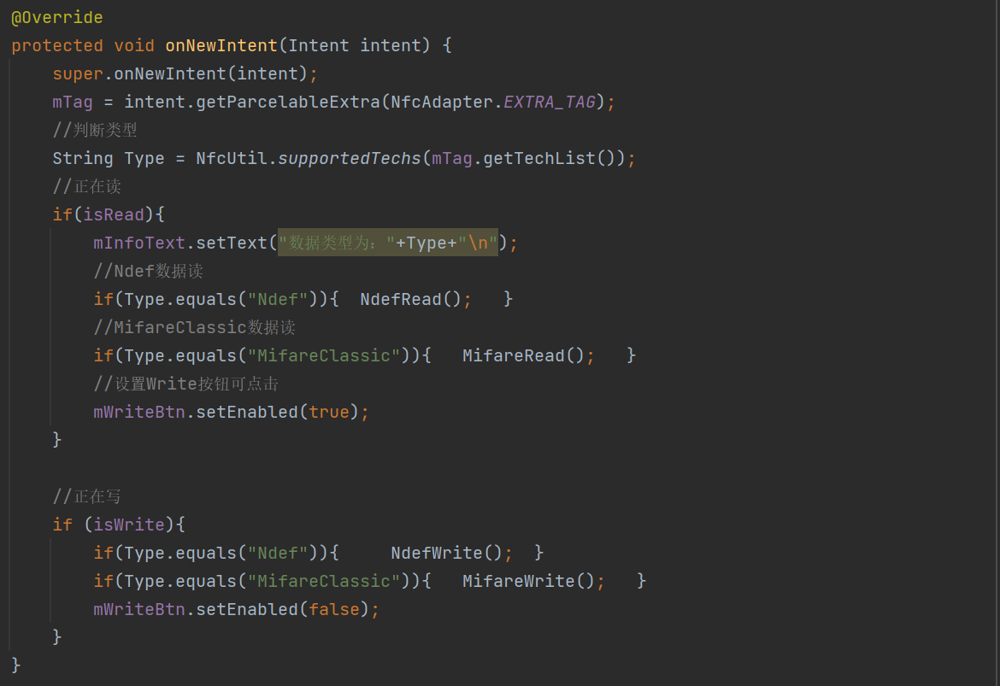 @Override
protected void onNewIntent(Intent intent) {
    super.onNewIntent(intent);
    mTag = intent.getParcelableExtra(NfcAdapter.EXTRA_TAG);
    //判断类型
    String Type = NfcUtil.supportedTechs(mTag.getTechList());
    //正在读
    if(isRead){
        mInfoText.setText("数据类型为："+Type+"\n");
        //Ndef数据读
        if(Type.equals("Ndef")){  NdefRead();   }
        //MifareClassic数据读
        if(Type.equals("MifareClassic")){   MifareRead();   }
        //设置Write按钮可点击
        mWriteBtn.setEnabled(true);
    }

    //正在写
    if (isWrite){
        if(Type.equals("Ndef")){     NdefWrite();  }
        if(Type.equals("MifareClassic")){   MifareWrite();   }
        mWriteBtn.setEnabled(false);
    }
}